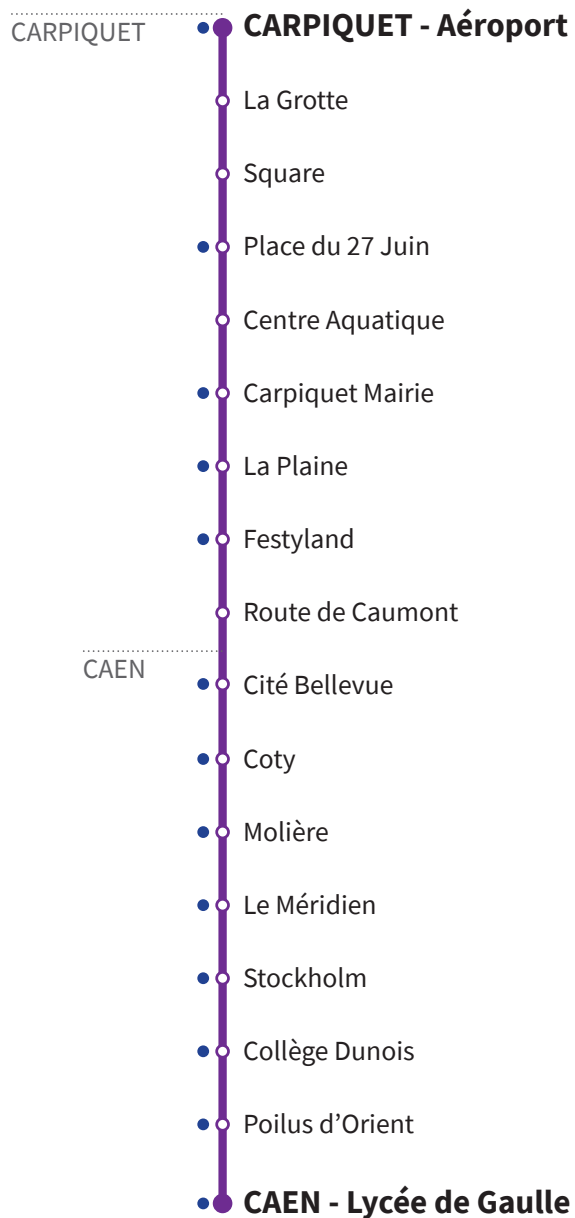 CARPIQUET
CARPIQUET - Aéroport
La Grotte
Square
Place du 27 Juin
Centre Aquatique
Carpiquet Mairie
La Plaine
Festyland
Route de Caumont
CAEN
Cité Bellevue
Coty
Molière
Le Méridien
Stockholm
Collège Dunois
Poilus d’Orient
CAEN - Lycée de Gaulle